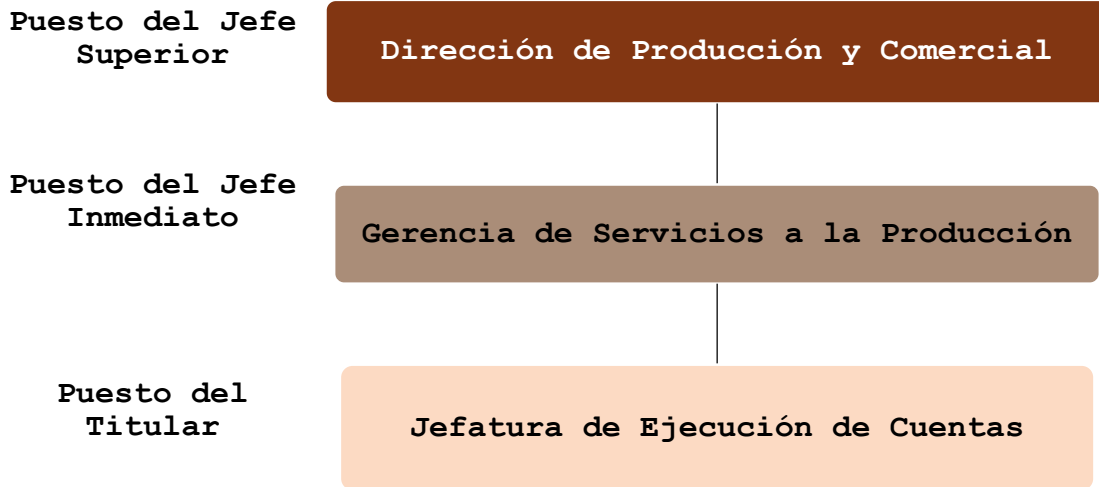 Puesto del Jefe
Superior
Dirección de Producción y Comercial
Puesto del Jefe
Inmediato
Gerencia de Servicios a la Producción
Puesto del
Titular
Jefatura de Ejecución de Cuentas